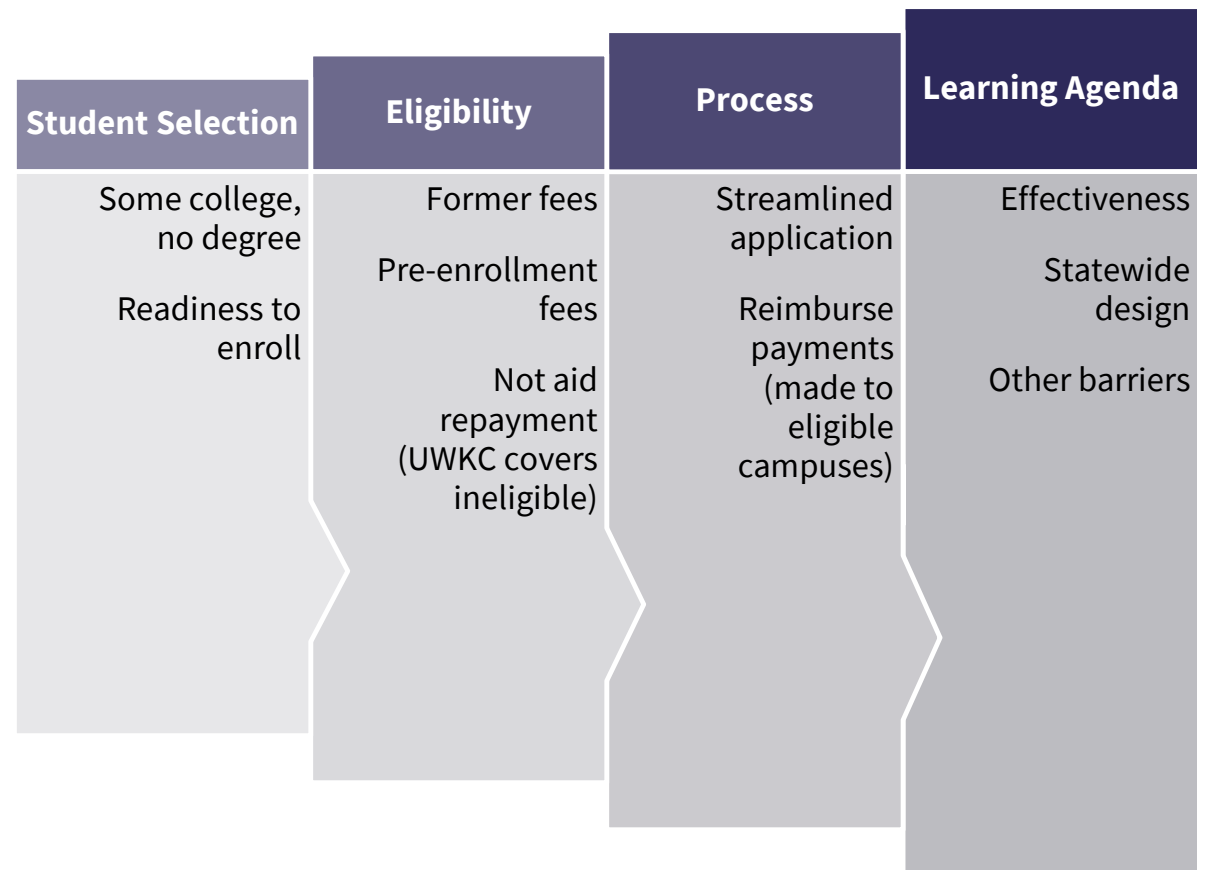 Student Selection
Some college,
no degree
Readiness to
enroll
Eligibility
Former fees
Pre-enrollment
fees
Not aid
repayment
(UWKC covers
ineligible)
Process
Streamlined
application
Reimburse
payments
(made to
eligible
campuses)
Learning Agenda
Effectiveness
Statewide
design
Other barriers